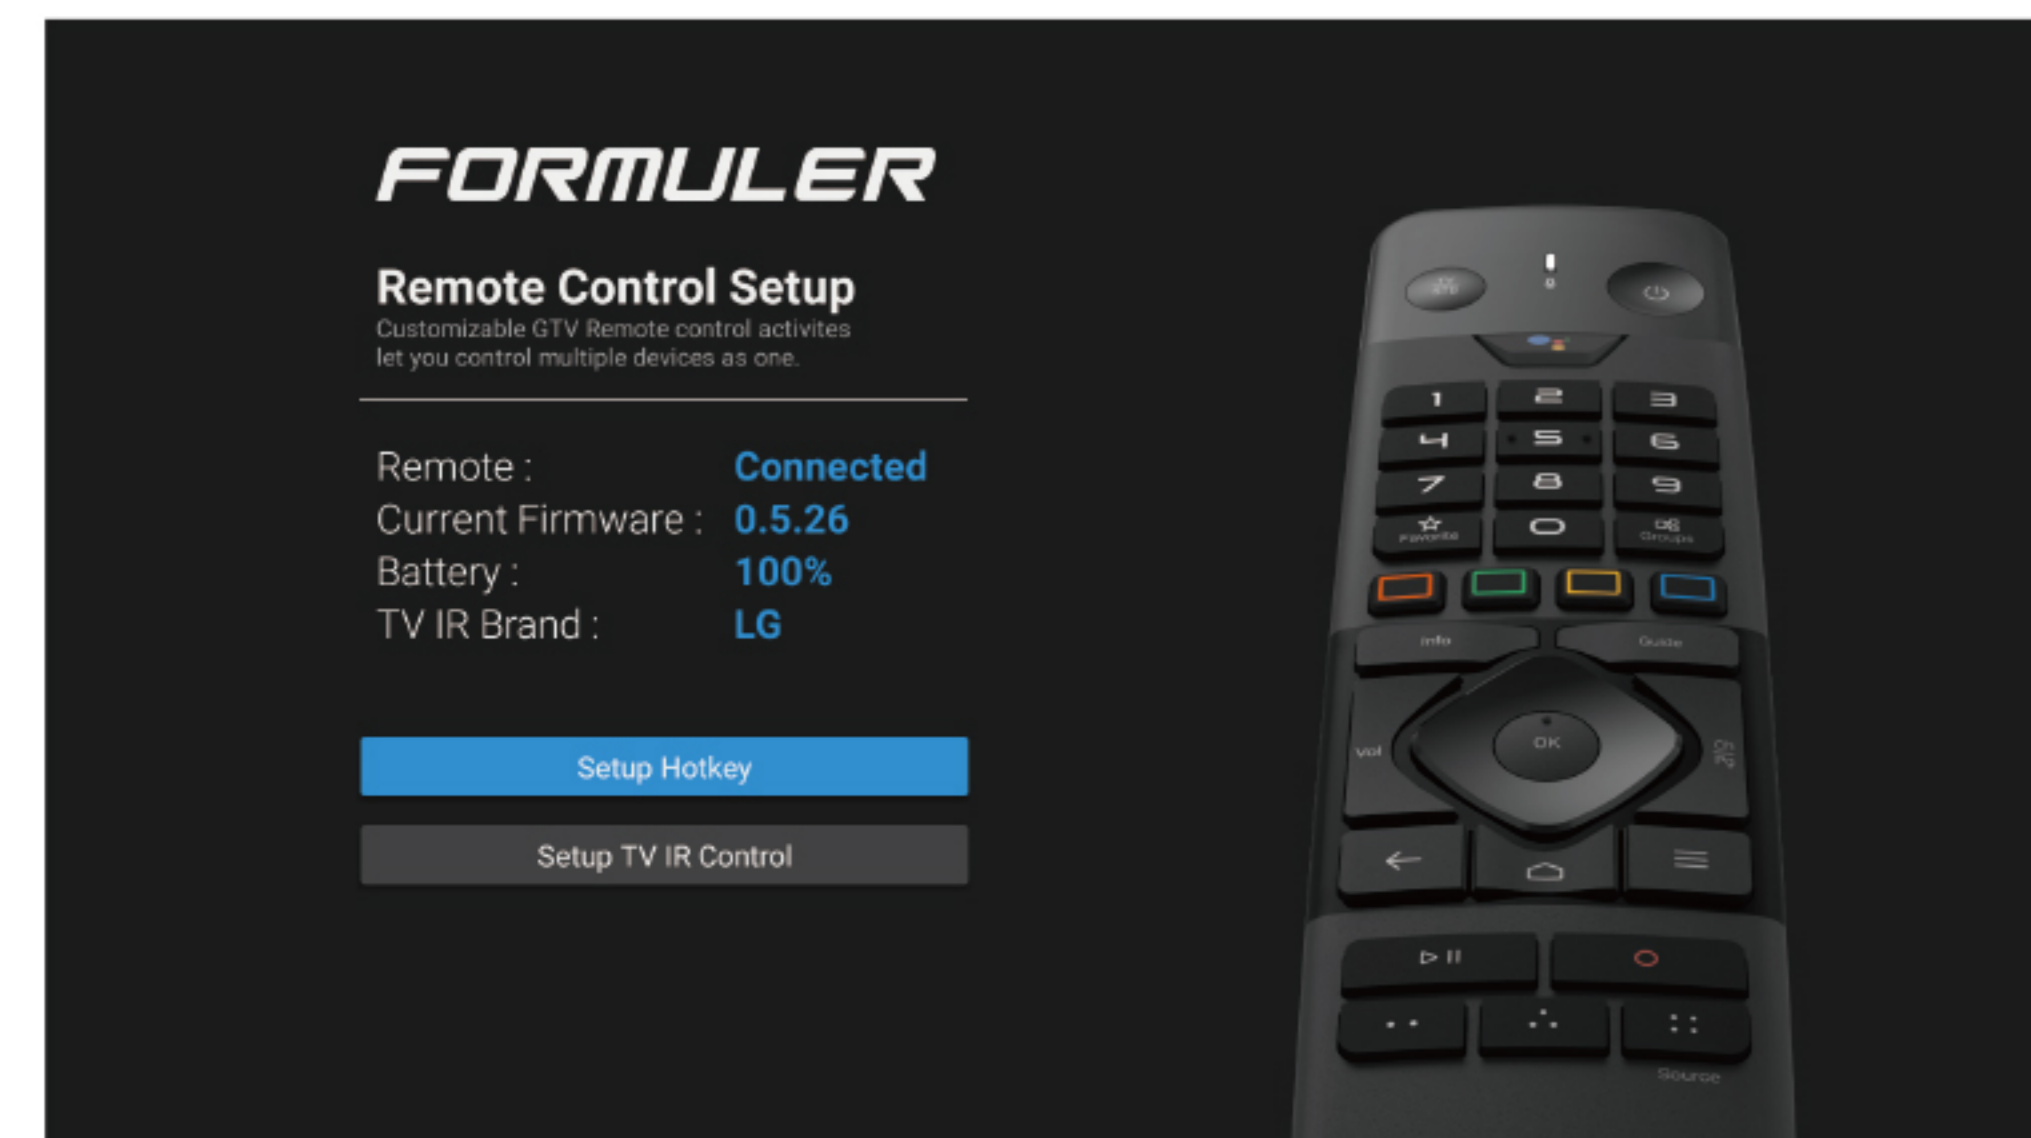 FORMULER
Remote Control Setup
Customizable GTV Remote control activites
let you control multiple devices as one.
Remote : Connected
Current Firmware : 0.5.26
Battery : 100%
TV IR Brand : LG
Setup Hotkey
Setup TV IR Control
1 2 3
4 5 6
7 8 9
Favorite 0 Groups
Info Guide
Vol OK
Source